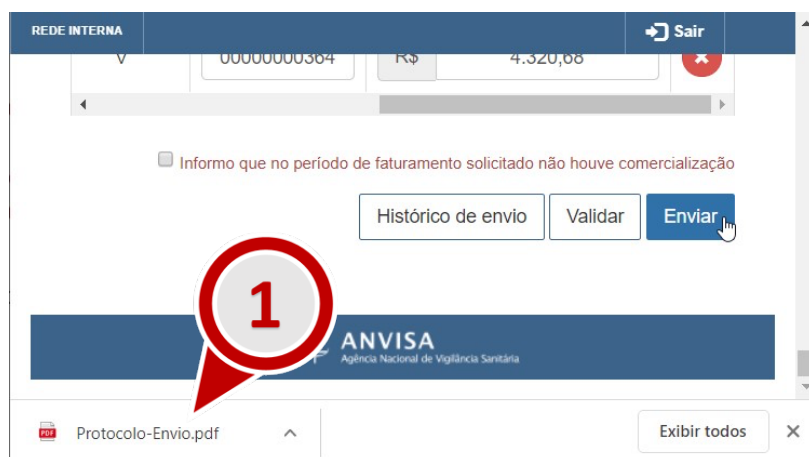 REDE INTERNA
Sair
V 00000000364 R$ 4.320,68
Informo que no período de faturamento solicitado não houve comercialização
Histórico de envio Validar Enviar
1
ANVISA
Agência Nacional de Vigilância Sanitária
PDF Protocolo-Envio.pdf Exibir todos